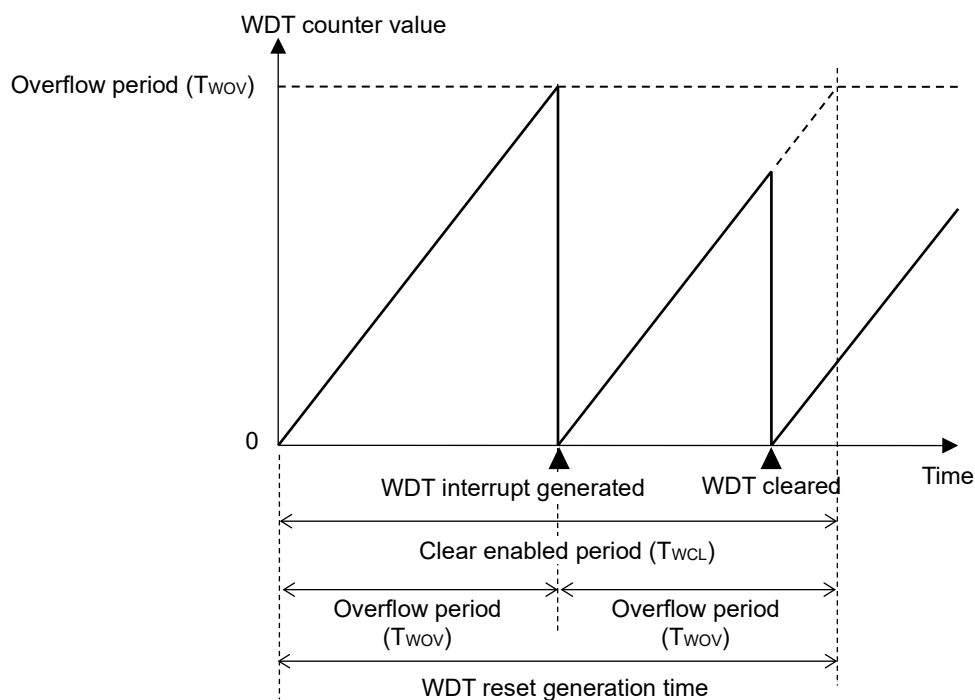 WDT counter value
Overflow period (TWOV)
0
Time
WDT interrupt generated
WDT cleared
Clear enabled period (TWCL)
Overflow period
(TWOV)
Overflow period
(TWOV)
WDT reset generation time